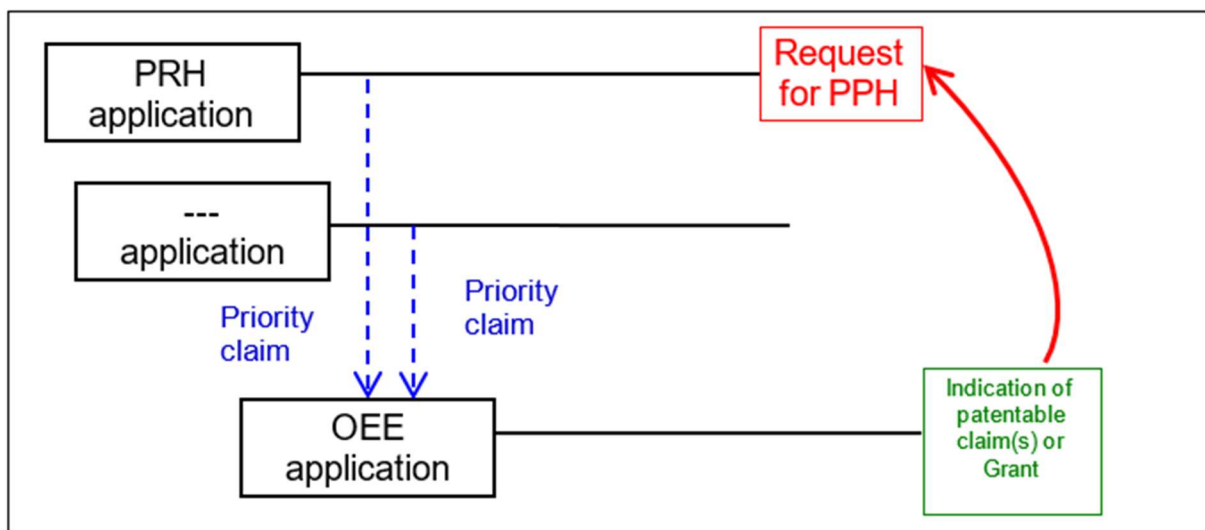 PRH
application
Request
for PPH
---
application
Priority
claim
Priority
claim
OEE
application
Indication of
patentable
claim(s) or
Grant